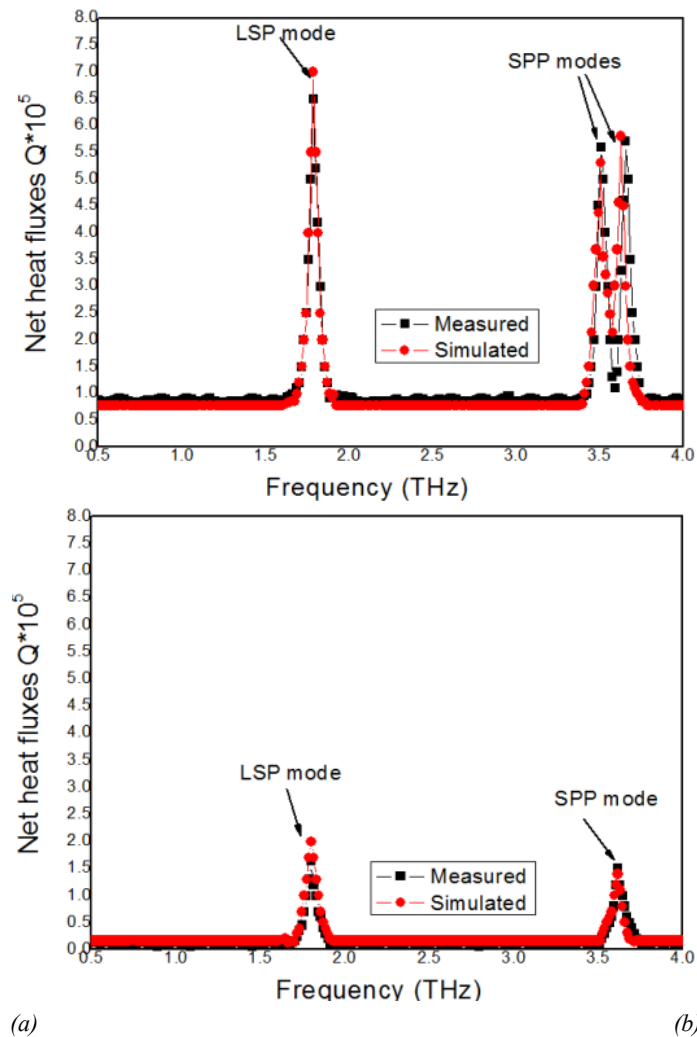 8.0
7.5
7.0
6.5
6.0
5.5
5.0
4.5
4.0
3.5
3.0
2.5
2.0
1.5
1.0
0.5
0.0
Net heat fluxes Q*10⁵
LSP mode
SPP modes
Measured
Simulated
0.5 1.0 1.5 2.0 2.5 3.0 3.5 4.0
Frequency (THz)
8.0
7.5
7.0
6.5
6.0
5.5
5.0
4.5
4.0
3.5
3.0
2.5
2.0
1.5
1.0
0.5
0.0
Net heat fluxes Q*10⁵
LSP mode
SPP mode
Measured
Simulated
0.5 1.0 1.5 2.0 2.5 3.0 3.5 4.0
Frequency (THz)
(a) (b)